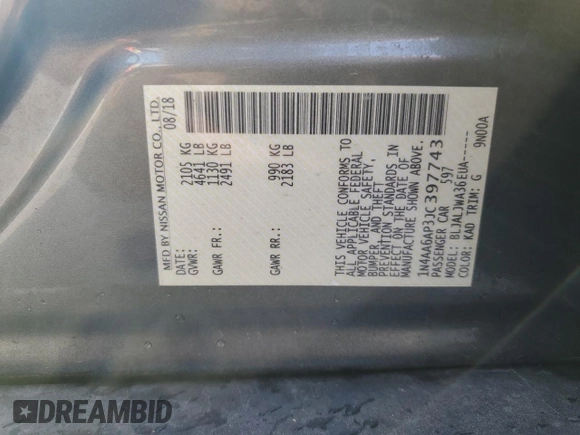 MFD BY NISSAN MOTOR CO., LTD.
DATE: 08/18
GVWR: 2105 KG
4641 LB
GAWR FR.: 1130 KG
2491 LB
GAWR RR.: 990 KG
2183 LB
THIS VEHICLE CONFORMS TO
ALL APPLICABLE FEDERAL
MOTOR VEHICLE SAFETY,
BUMPER, AND THEFT
PREVENTION STANDARDS IN
EFFECT ON THE DATE OF
MANUFACTURE SHOWN ABOVE.
1N4AA6AP3JC397743
PASSENGER CAR 597
MODEL: BLJALJWA36EUA-----
COLOR: KAD TRIM: G 9N00A
DREAMBID